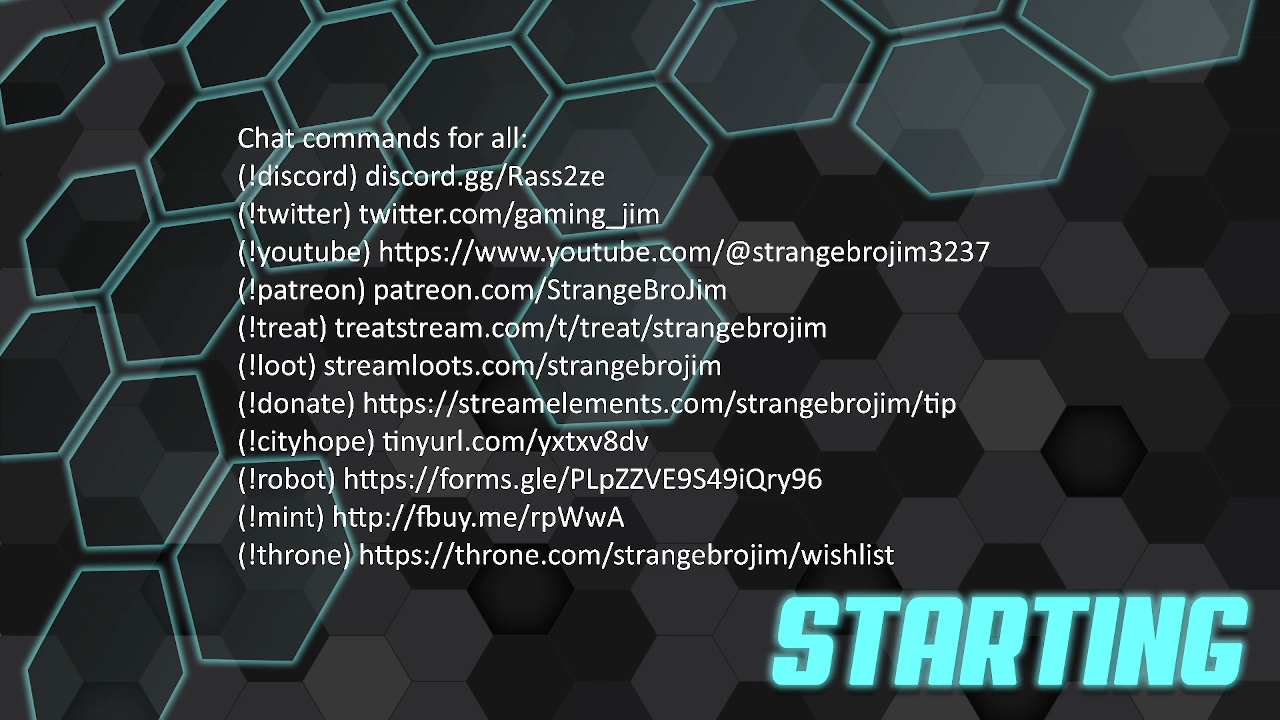 Chat commands for all:
(!discord) discord.gg/Rass2ze
(!twitter) twitter.com/gaming_jim
(!youtube) https://www.youtube.com/@strangebrojim3237
(!patreon) patreon.com/StrangeBroJim
(!treat) treatstream.com/t/treat/strangebrojim
(!loot) streamloots.com/strangebrojim
(!donate) https://streamelements.com/strangebrojim/tip
(!cityhope) tinyurl.com/yxtxv8dv
(!robot) https://forms.gle/PLpZZVE9S49iQry96
(!mint) http://fbuy.me/rpWwA
(!throne) https://throne.com/strangebrojim/wishlist
STARTING